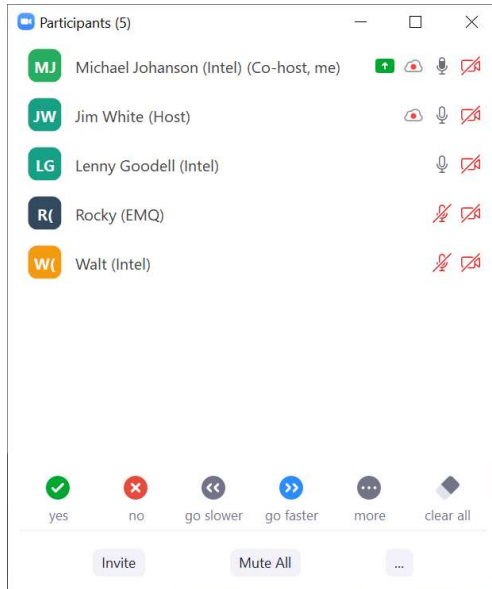 Participants (5)
MJ Michael Johanson (Intel) (Co-host, me)
JW Jim White (Host)
LG Lenny Goodell (Intel)
R( Rocky (EMQ)
W( Walt (Intel)
yes no go slower go faster more clear all
Invite Mute All ...